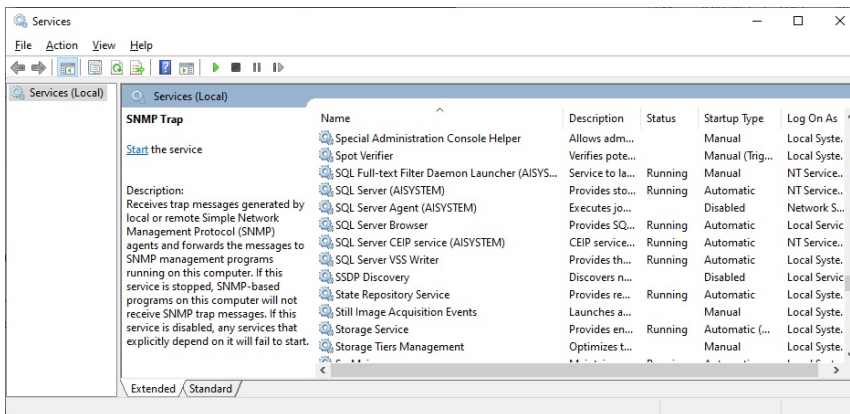 Services
File Action View Help
Services (Local)
Services (Local)
SNMP Trap
Start the service
Description:
Receives trap messages generated by
local or remote Simple Network
Management Protocol (SNMP)
agents and forwards the messages to
SNMP management programs
running on this computer. If this
service is stopped, SNMP-based
programs on this computer will not
receive SNMP trap messages. If this
service is disabled, any services that
explicitly depend on it will fail to start.
Name Description Status Startup Type Log On As
Special Administration Console Helper Allows adm... Manual Local Syste.
Spot Verifier Verifies pote... Manual (Trig... Local Syste.
SQL Full-text Filter Daemon Launcher (AISYS... Service to la... Running Manual NT Service..
SQL Server (AISYSTEM) Provides sto... Running Automatic NT Service..
SQL Server Agent (AISYSTEM) Executes jo... Disabled Network S...
SQL Server Browser Provides SQ... Running Automatic Local Servic
SQL Server CEIP service (AISYSTEM) CEIP service... Running Automatic NT Service..
SQL Server VSS Writer Provides th... Running Automatic Local Syste.
SSDP Discovery Discovers n... Disabled Local Servic
State Repository Service Provides re... Running Automatic Local Syste.
Still Image Acquisition Events Launches a... Manual Local Syste.
Storage Service Provides en... Running Automatic (... Local Syste.
Storage Tiers Management Optimizes t... Manual Local Syste.
Extended Standard